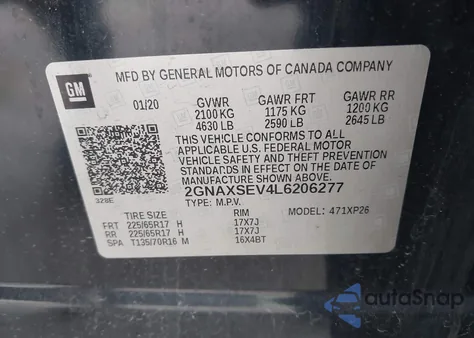 GM
MFD BY GENERAL MOTORS OF CANADA COMPANY
01/20 GVWR GAWR FRT GAWR RR
2100 KG 1175 KG 1200 KG
4630 LB 2590 LB 2645 LB
THIS VEHICLE CONFORMS TO ALL
APPLICABLE U.S. FEDERAL MOTOR
VEHICLE SAFETY AND THEFT PREVENTION
STANDARDS IN EFFECT ON THE DATE OF
MANUFACTURE SHOWN ABOVE.
2GNAXSEV4L6206277
TYPE: M.P.V. MODEL: 471XP26
TIRE SIZE RIM
FRT 225/65R17 H 17X7J
RR 225/65R17 H 17X7J
SPA T135/70R16 M 16X4BT
autoSnap